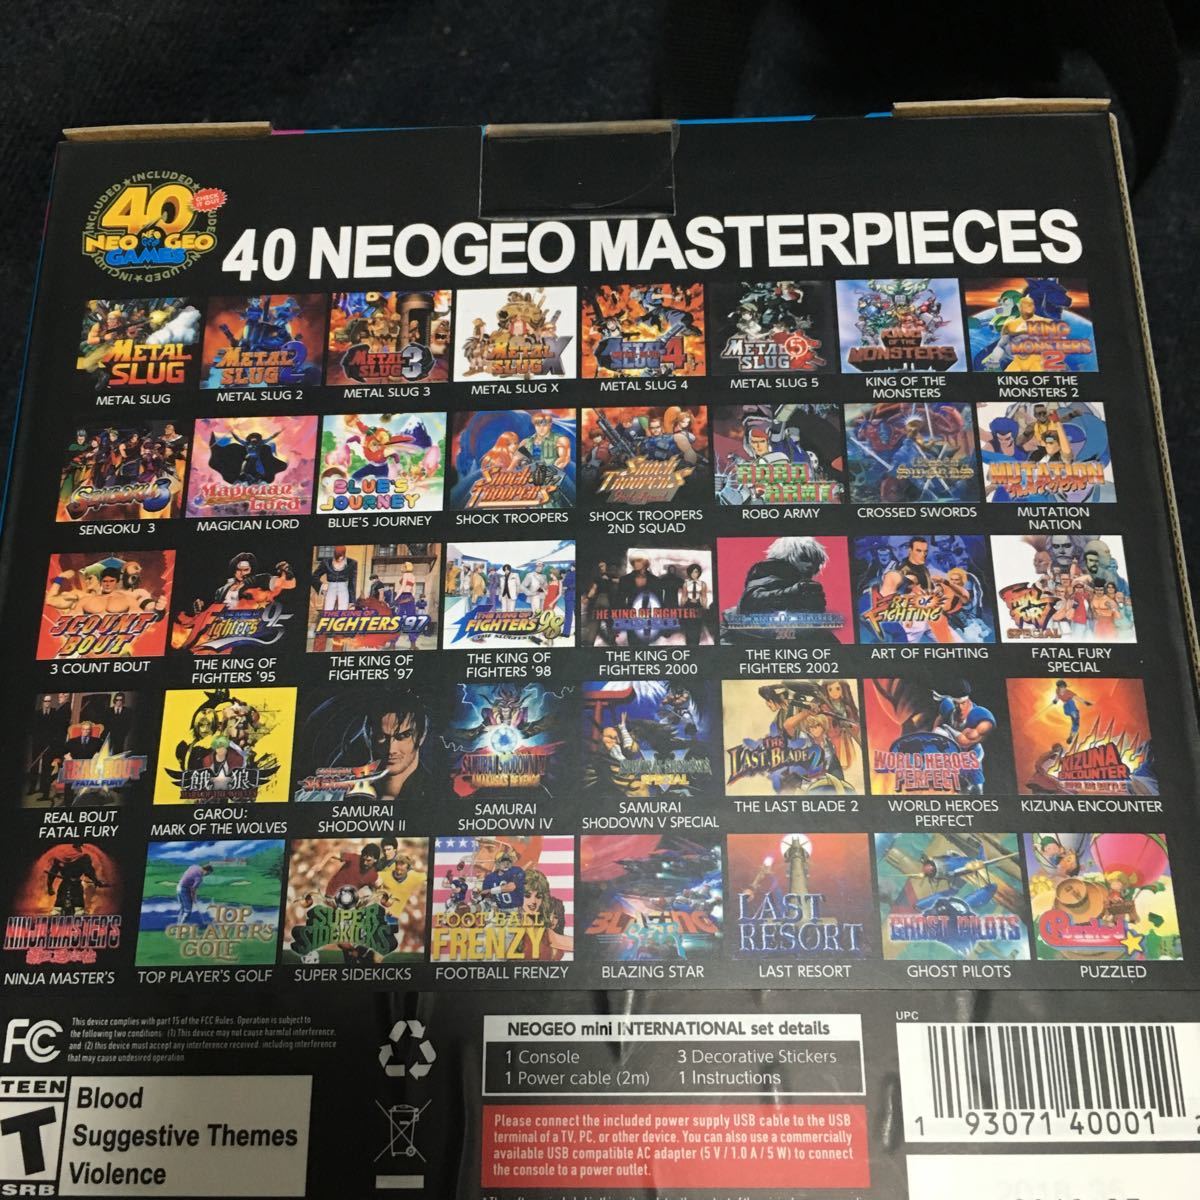 INCLUDED★INCLUDED★INCLUDED
40
CHECK IT OUT
NEO GEO
GAMES
40 NEOGEO MASTERPIECES
METAL SLUG
METAL SLUG 2
METAL SLUG 3
METAL SLUG X
METAL SLUG 4
METAL SLUG 5
KING OF THE
MONSTERS
KING OF THE
MONSTERS 2
SENGOKU 3
MAGICIAN LORD
BLUE'S JOURNEY
SHOCK TROOPERS
SHOCK TROOPERS
2ND SQUAD
ROBO ARMY
CROSSED SWORDS
MUTATION
NATION
3 COUNT BOUT
THE KING OF
FIGHTERS '95
THE KING OF
FIGHTERS '97
THE KING OF
FIGHTERS '98
THE KING OF
FIGHTERS 2000
THE KING OF
FIGHTERS 2002
ART OF FIGHTING
FATAL FURY
SPECIAL
REAL BOUT
FATAL FURY
GAROU:
MARK OF THE WOLVES
SAMURAI
SHODOWN II
SAMURAI
SHODOWN IV
SAMURAI
SHODOWN V SPECIAL
THE LAST BLADE 2
WORLD HEROES
PERFECT
KIZUNA ENCOUNTER
NINJA MASTER'S
TOP PLAYER'S GOLF
SUPER SIDEKICKS
FOOTBALL FRENZY
BLAZING STAR
LAST RESORT
GHOST PILOTS
PUZZLED
FC
This device complies with part 15 of the FCC Rules. Operation is subject to
the following two conditions: (1) This device may not cause harmful interference,
and (2) this device must accept any interference received, including interference
that may cause undesired operation.
TEEN
T
SRB
Blood
Suggestive Themes
Violence
NEOGEO mini INTERNATIONAL set details
1 Console
3 Decorative Stickers
1 Power cable (2m)
1 Instructions
Please connect the included power supply USB cable to the USB
terminal of a TV, PC, or other device. You can also use a commercially
available USB compatible AC adapter (5 V / 1.0 A / 5 W) to connect
the console to a power outlet.
UPC
1 93071 40001 2